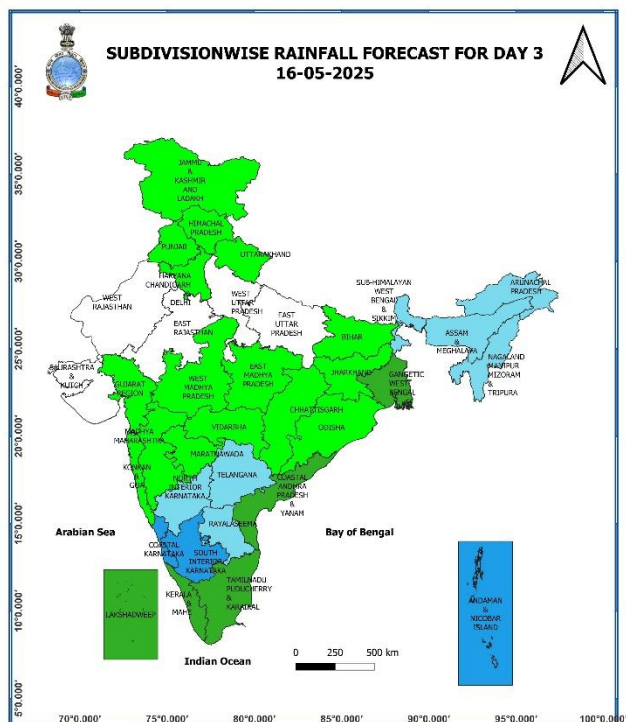 SUBDIVISIONWISE RAINFALL FORECAST FOR DAY 3
16-05-2025
40°0.000'
35°0.000'
30°0.000'
25°0.000'
20°0.000'
15°0.000'
10°0.000'
5°0.000'
JAMMU
&
KASHMIR
AND
LADAKH
HIMACHAL
PRADESH
PUNJAB
UTTARAKHAND
HARYANA
CHANDIGARH
DELHI
WEST
RAJASTHAN
WEST
UTTAR
PRADESH
EAST
UTTAR
PRADESH
EAST
RAJASTHAN
SUB-HIMALAYAN
WEST
BENGAL
&
SIKKIM
ARUNACHAL
PRADESH
ASSAM
&
MEGHALAYA
NAGALAND
MANIPUR
MIZORAM
&
TRIPURA
BIHAR
SAURASHTRA
&
KUTCH
GUJARAT
REGION
WEST
MADHYA
PRADESH
EAST
MADHYA
PRADESH
JHARKHAND
GANGETIC
WEST
BENGAL
CHHATTISGARH
ODISHA
VIDARBHA
MADHYA
MAHARASHTRA
MARATHAWADA
KONKAN
&
GOA
NORTH
INTERIOR
KARNATAKA
TELANGANA
COASTAL
ANDHRA
PRADESH
&
YANAM
RAYALASEEMA
COASTAL
KARNATAKA
SOUTH
INTERIOR
KARNATAKA
TAMILNADU
PUDUCHERRY
&
KARAIKAL
KERALA
&
MAHE
LAKSHADWEEP
ANDAMAN
&
NICOBAR
ISLAND
Arabian Sea
Bay of Bengal
Indian Ocean
0 250 500 km
70°0.000' 75°0.000' 80°0.000' 85°0.000' 90°0.000' 95°0.000' 100°0.000'